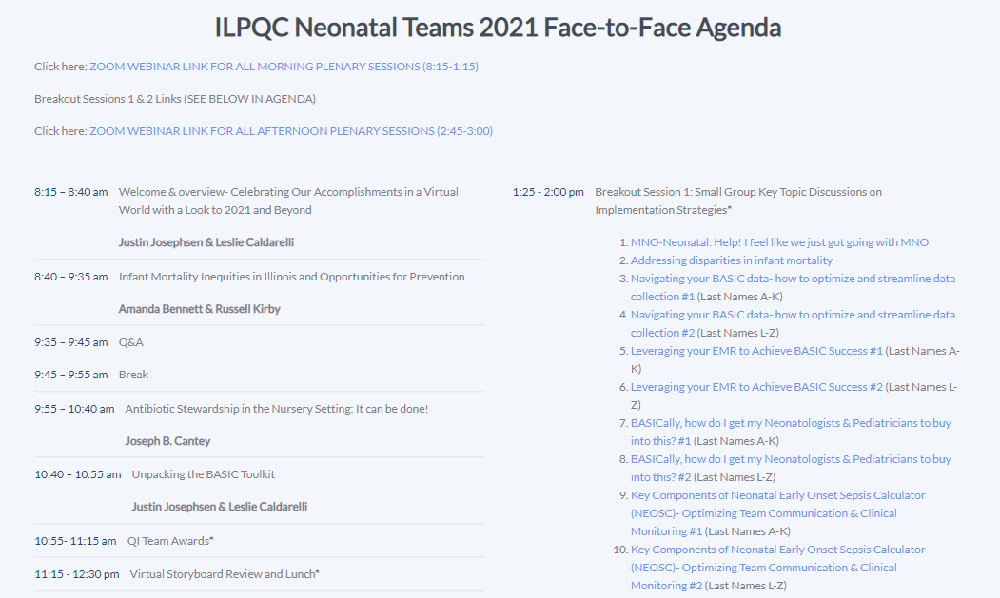 ILPQC Neonatal Teams 2021 Face-to-Face Agenda
Click here: ZOOM WEBINAR LINK FOR ALL MORNING PLENARY SESSIONS (8:15-1:15)
Breakout Sessions 1 & 2 Links (SEE BELOW IN AGENDA)
Click here: ZOOM WEBINAR LINK FOR ALL AFTERNOON PLENARY SESSIONS (2:45-3:00)
8:15 – 8:40 am Welcome & overview- Celebrating Our Accomplishments in a Virtual
World with a Look to 2021 and Beyond
Justin Josephsen & Leslie Caldarelli
8:40 – 9:35 am Infant Mortality Inequities in Illinois and Opportunities for Prevention
Amanda Bennett & Russell Kirby
9:35 – 9:45 am Q&A
9:45 – 9:55 am Break
9:55 – 10:40 am Antibiotic Stewardship in the Nursery Setting: It can be done!
Joseph B. Cantey
10:40 – 10:55 am Unpacking the BASIC Toolkit
Justin Josephsen & Leslie Caldarelli
10:55- 11:15 am QI Team Awards*
11:15 - 12:30 pm Virtual Storyboard Review and Lunch*
1:25 - 2:00 pm Breakout Session 1: Small Group Key Topic Discussions on
Implementation Strategies*
1. MNO-Neonatal: Help! I feel like we just got going with MNO
2. Addressing disparities in infant mortality
3. Navigating your BASIC data- how to optimize and streamline data
collection #1 (Last Names A-K)
4. Navigating your BASIC data- how to optimize and streamline data
collection #2 (Last Names L-Z)
5. Leveraging your EMR to Achieve BASIC Success #1 (Last Names A-
K)
6. Leveraging your EMR to Achieve BASIC Success #2 (Last Names L-
Z)
7. BASICally, how do I get my Neonatologists & Pediatricians to buy
into this? #1 (Last Names A-K)
8. BASICally, how do I get my Neonatologists & Pediatricians to buy
into this? #2 (Last Names L-Z)
9. Key Components of Neonatal Early Onset Sepsis Calculator
(NEOSC)- Optimizing Team Communication & Clinical
Monitoring #1 (Last Names A-K)
10. Key Components of Neonatal Early Onset Sepsis Calculator
(NEOSC)- Optimizing Team Communication & Clinical
Monitoring #2 (Last Names L-Z)